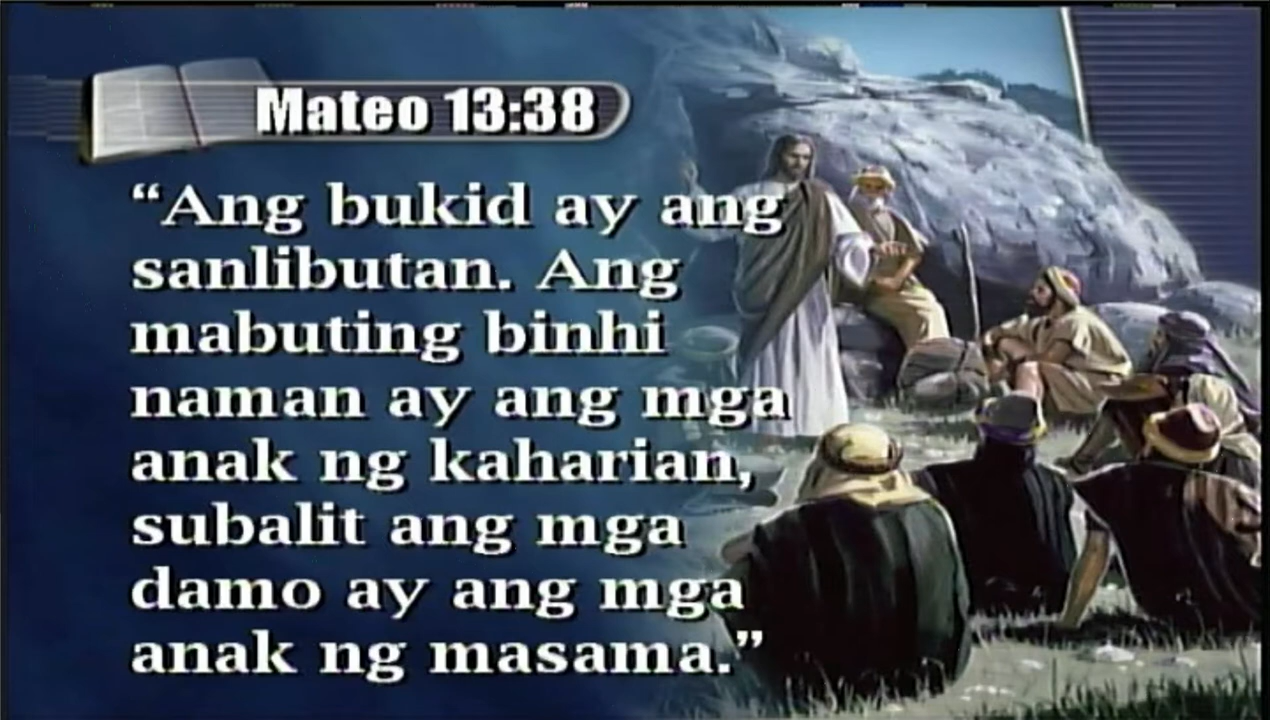 Mateo 13:38
“Ang bukid ay ang
sanlibutan. Ang
mabuting binhi
naman ay ang mga
anak ng kaharian,
subalit ang mga
damo ay ang mga
anak ng masama.”